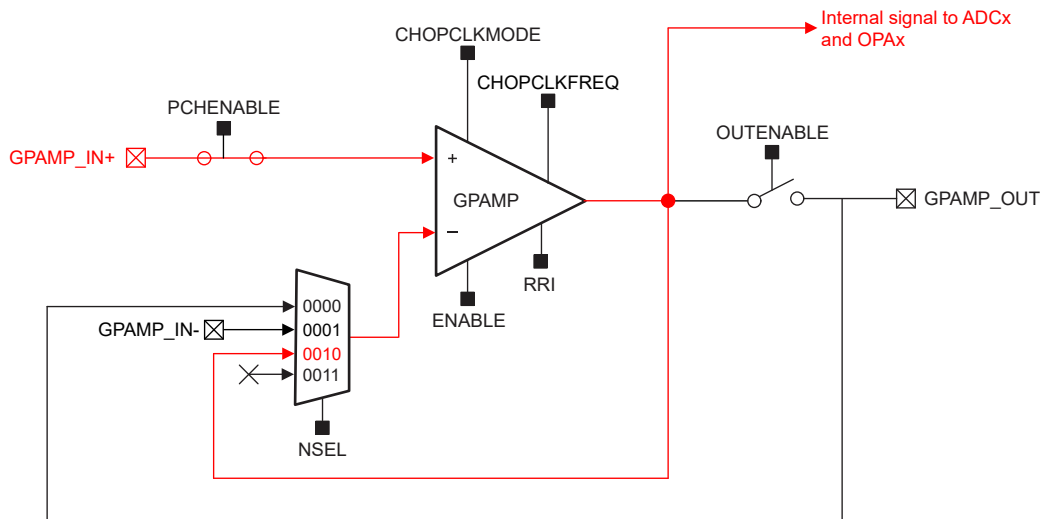 Internal signal to ADCx
and OPAx
CHOPCLKMODE
CHOPCLKFREQ
PCHENABLE
OUTENABLE
GPAMP_IN+
+
GPAMP
GPAMP_OUT
−
RRI
ENABLE
0000
GPAMP_IN-
0001
0010
0011
NSEL